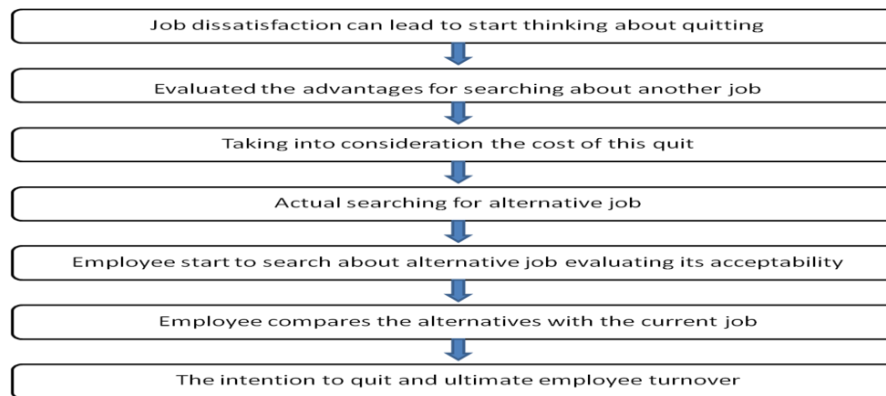 Job dissatisfaction can lead to start thinking about quitting
Evaluated the advantages for searching about another job
Taking into consideration the cost of this quit
Actual searching for alternative job
Employee start to search about alternative job evaluating its acceptability
Employee compares the alternatives with the current job
The intention to quit and ultimate employee turnover